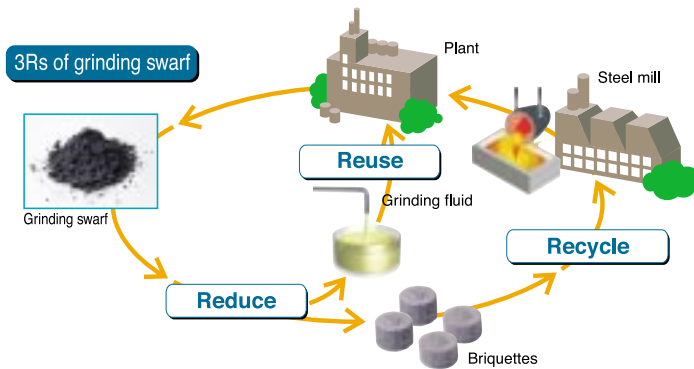 3Rs of grinding swarf
Plant
Steel mill
Reuse
Grinding fluid
Grinding swarf
Recycle
Reduce
Briquettes